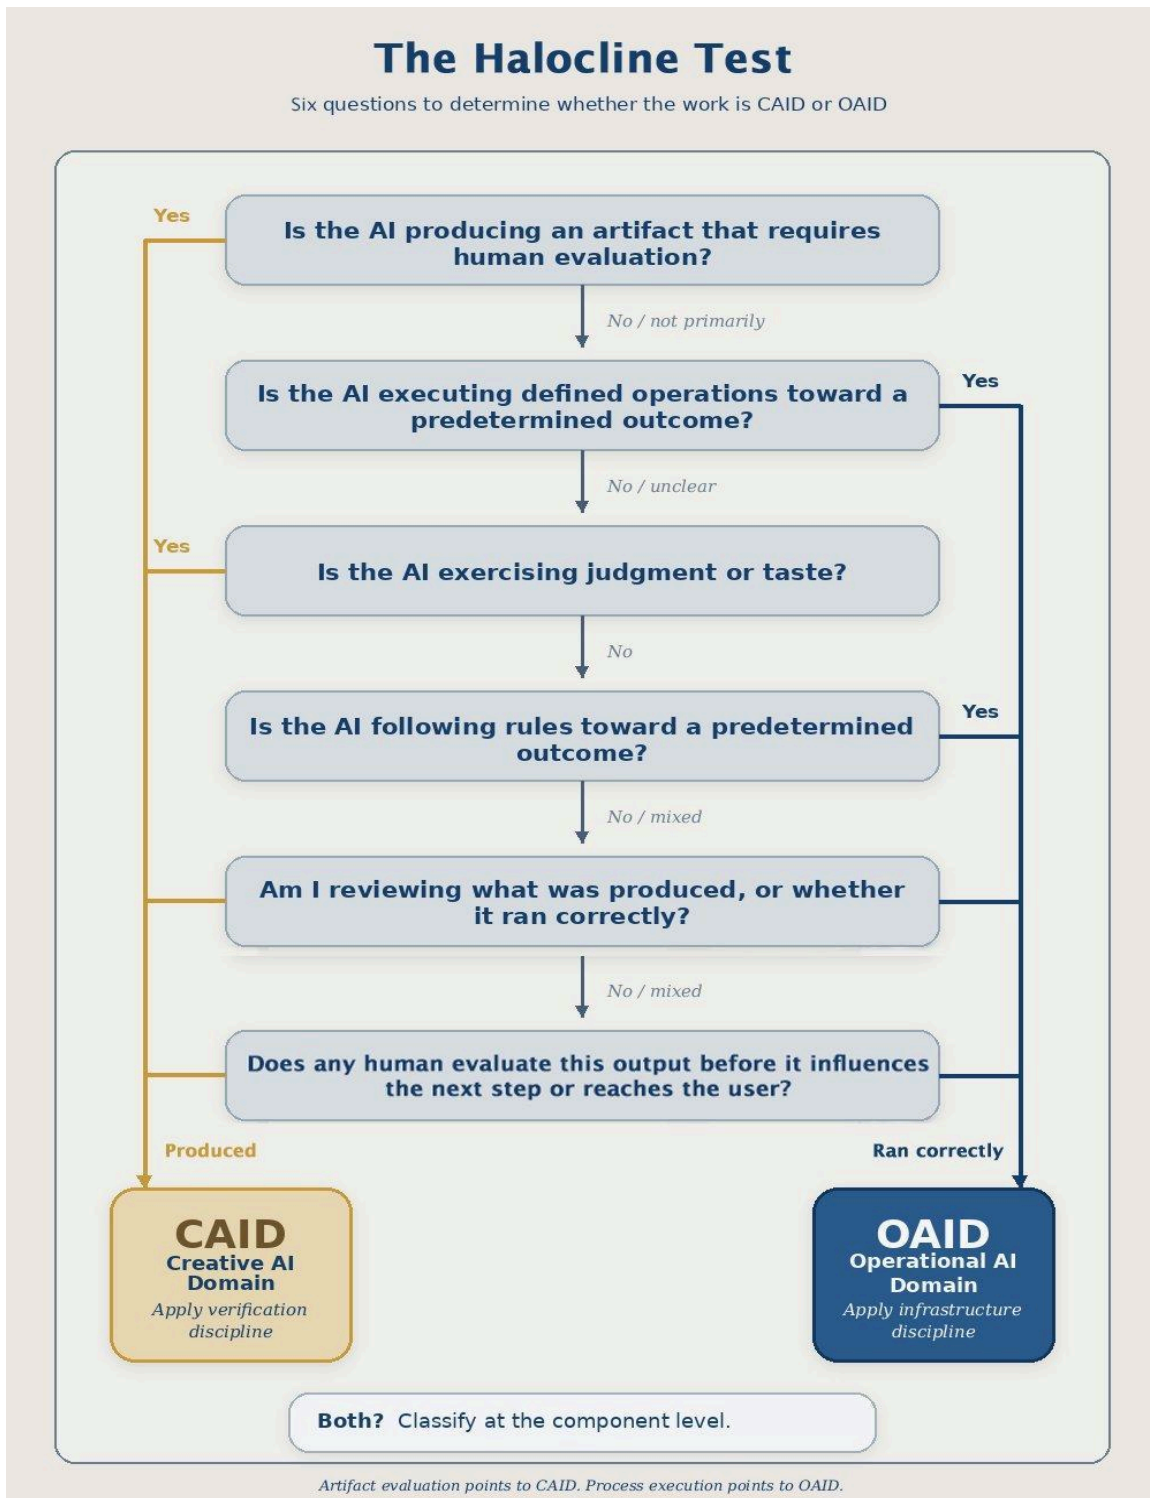 The Halocline Test
Six questions to determine whether the work is CAID or OAID
Yes
Is the AI producing an artifact that requires
human evaluation?
No / not primarily
Is the AI executing defined operations toward a
predetermined outcome?
Yes
No / unclear
Yes
Is the AI exercising judgment or taste?
No
Is the AI following rules toward a predetermined
outcome?
Yes
No / mixed
Am I reviewing what was produced, or whether
it ran correctly?
No / mixed
Does any human evaluate this output before it influences
the next step or reaches the user?
Produced
Ran correctly
CAID
Creative AI
Domain
Apply verification
discipline
OAID
Operational AI
Domain
Apply infrastructure
discipline
Both? Classify at the component level.
Artifact evaluation points to CAID. Process execution points to OAID.